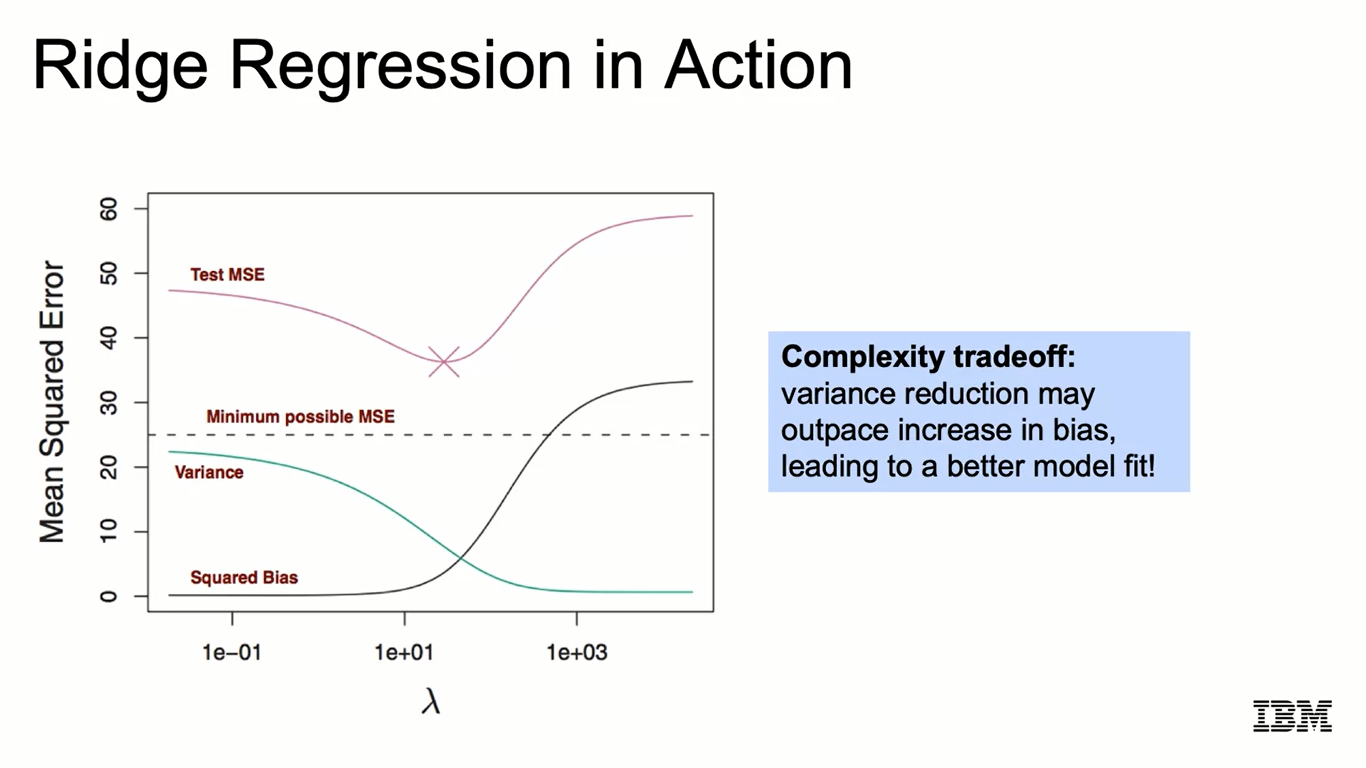 Ridge Regression in Action
Mean Squared Error
60
50
40
30
20
10
0
Test MSE
Minimum possible MSE
Variance
Squared Bias
1e−01
1e+01
1e+03
λ
Complexity tradeoff:
variance reduction may
outpace increase in bias,
leading to a better model fit!
IBM